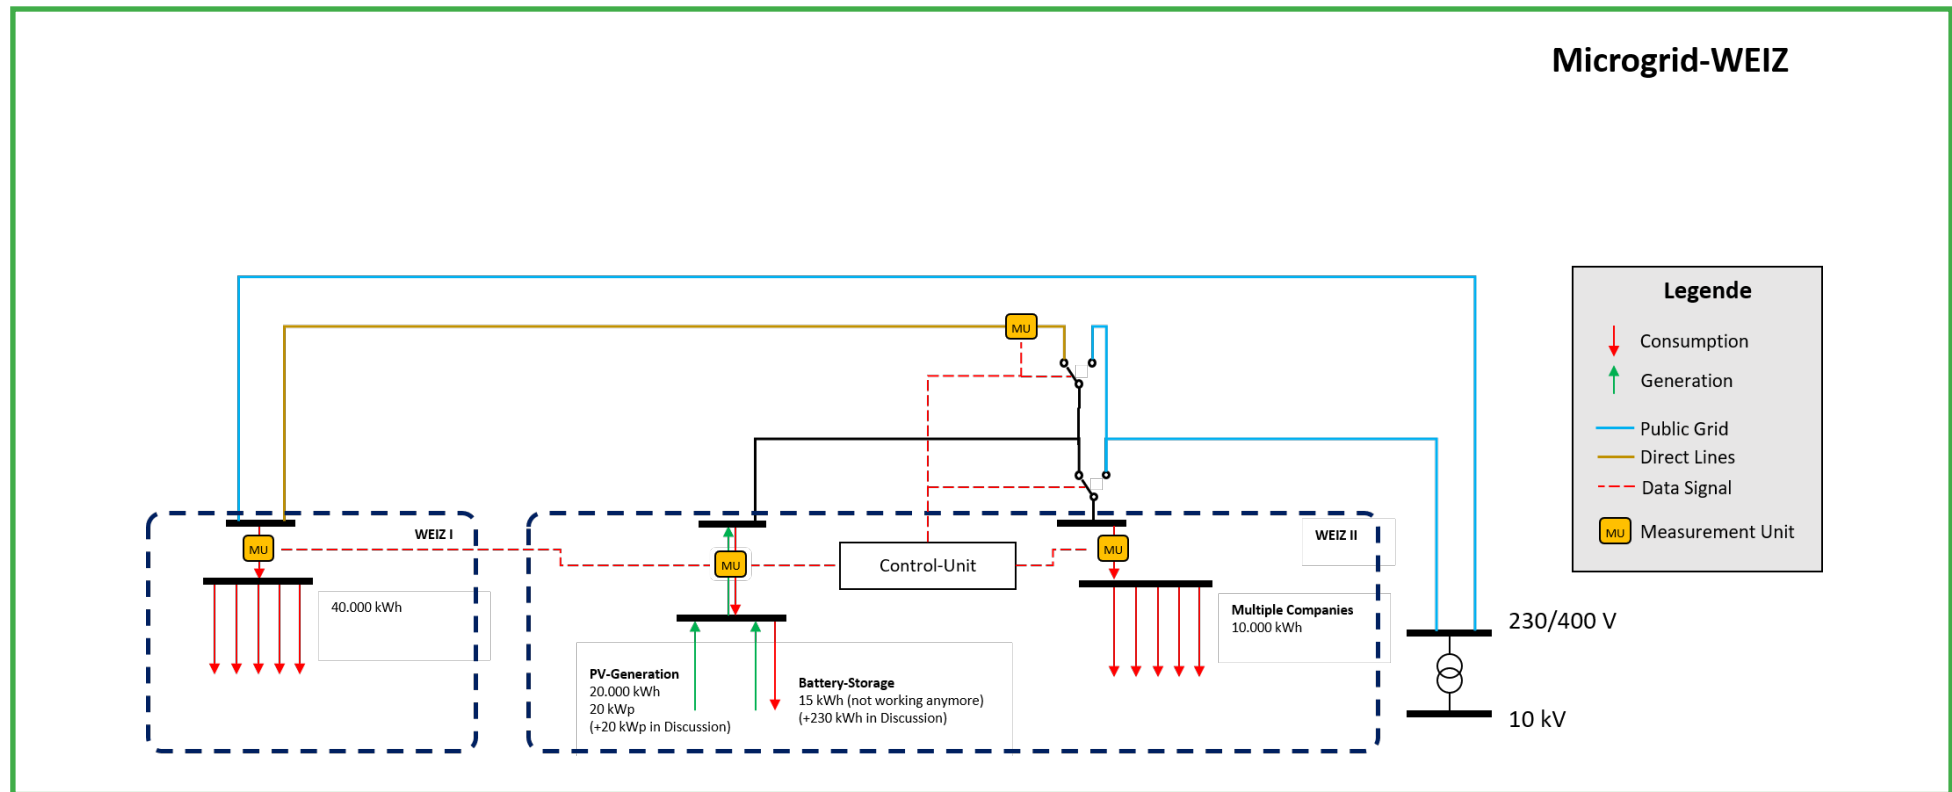 Microgrid-WEIZ
Legende
Consumption
Generation
Public Grid
Direct Lines
Data Signal
MU
Measurement Unit
MU
WEIZ I
MU
40.000 kWh
MU
Control-Unit
MU
WEIZ II
PV-Generation
20.000 kWh
20 kWp
(+20 kWp in Discussion)
Battery-Storage
15 kWh (not working anymore)
(+230 kWh in Discussion)
Multiple Companies
10.000 kWh
230/400 V
10 kV